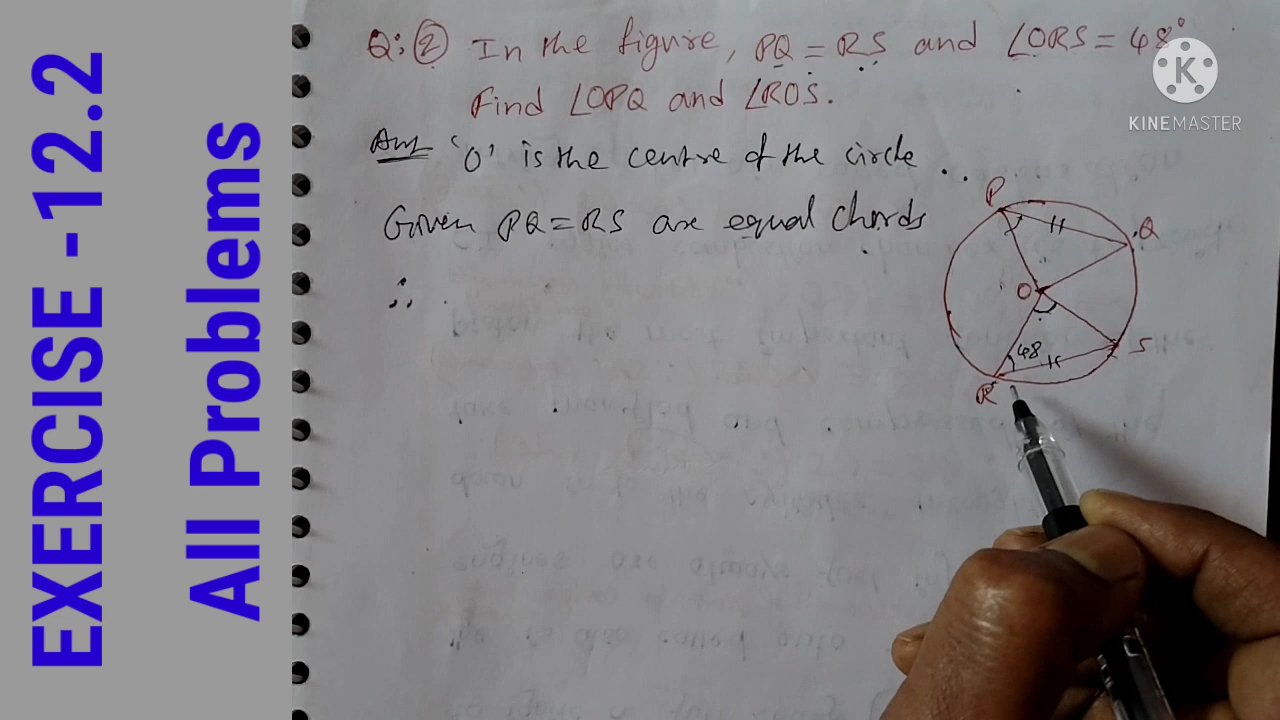 EXERCISE -12.2
All Problems
Q:② In the figure, PQ = RS and ∠ORS = 48°
Find ∠OPQ and ∠ROS.
KINEMASTER
Ans 'O' is the centre of the circle
Given PQ = RS are equal chords
∴
P
Q
O
48
S
R